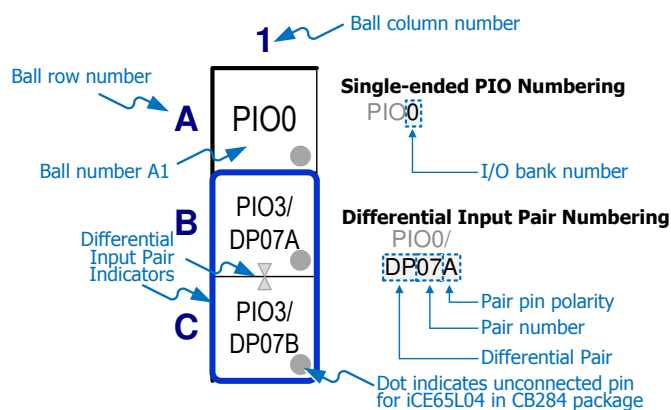 Ball column number
1
Ball row number
A
PIO0
Ball number A1
Single-ended PIO Numbering
PIO0
I/O bank number
B
PIO3/
DP07A
Differential
Input Pair
Indicators
C
PIO3/
DP07B
Differential Input Pair Numbering
PIO0/
DP07A
Pair pin polarity
Pair number
Differential Pair
Dot indicates unconnected pin
for iCE65L04 in CB284 package